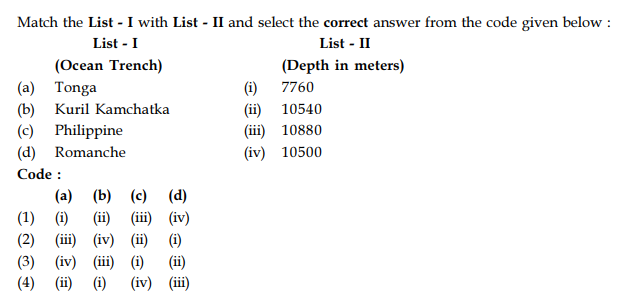 Match the List - I with List - II and select the correct answer from the code given below :
List - I List - II
(Ocean Trench) (Depth in meters)
(a) Tonga (i) 7760
(b) Kuril Kamchatka (ii) 10540
(c) Philippine (iii) 10880
(d) Romanche (iv) 10500
Code :
(a) (b) (c) (d)
(1) (i) (ii) (iii) (iv)
(2) (iii) (iv) (ii) (i)
(3) (iv) (iii) (i) (ii)
(4) (ii) (i) (iv) (iii)